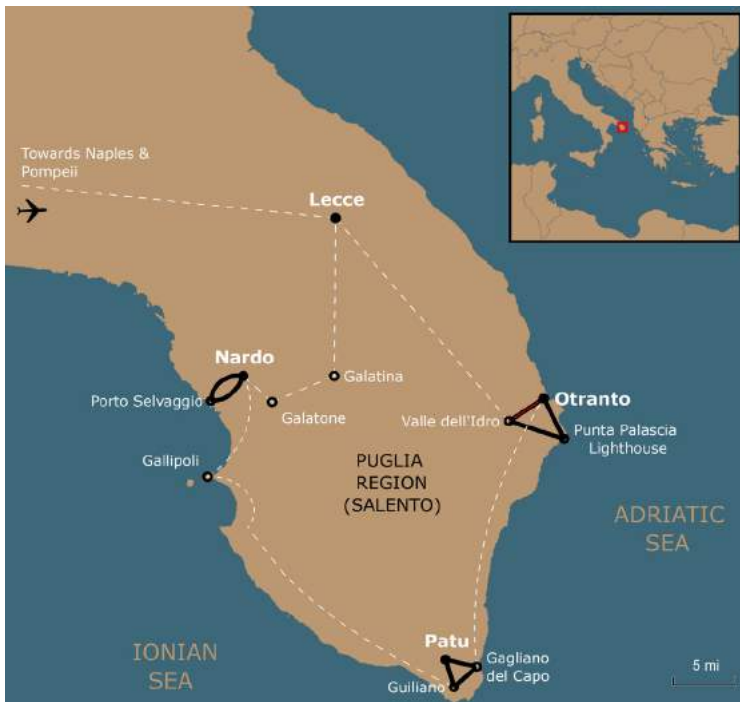 Towards Naples &
Pompeii
Lecce
Nardo
Porto Selvaggio
Galatina
Galatone
Otranto
Valle dell'Idro
Punta Palascia
Lighthouse
Gallipoli
PUGLIA
REGION
(SALENTO)
ADRIATIC
SEA
IONIAN
SEA
Patu
Gagliano
del Capo
Guiliano
5 mi